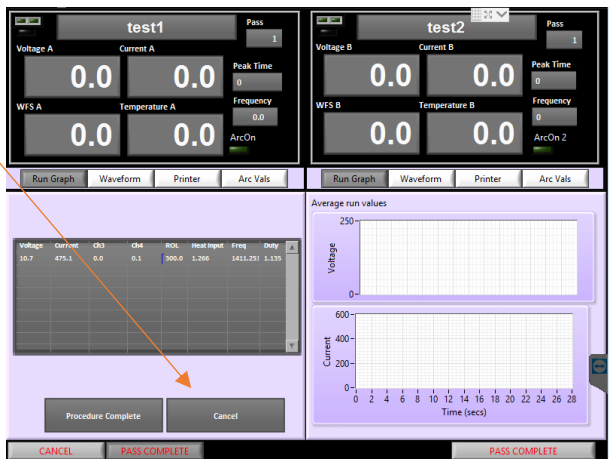 test1
Pass
1
Voltage A
Current A
0.0
0.0
Peak Time
0
WFS A
Temperature A
Frequency
0.0
0.0
0.0
ArcOn
test2
Pass
1
Voltage B
Current B
0.0
0.0
Peak Time
0
WFS B
Temperature B
Frequency
0
0.0
0.0
ArcOn 2
Run Graph Waveform Printer Arc Vals
Run Graph Waveform Printer Arc Vals
Voltage Current Ch3 Ch4 ROL Heat Input Freq Duty
10.7 475.1 0.0 0.1 300.0 1.266 1411.25 1.135
Procedure Complete
Cancel
Average run values
250
Voltage
0
600
400
Current
200
0
0 2 4 6 8 10 12 14 16 18 20 22 24 26 28
Time (secs)
CANCEL
PASS COMPLETE
PASS COMPLETE